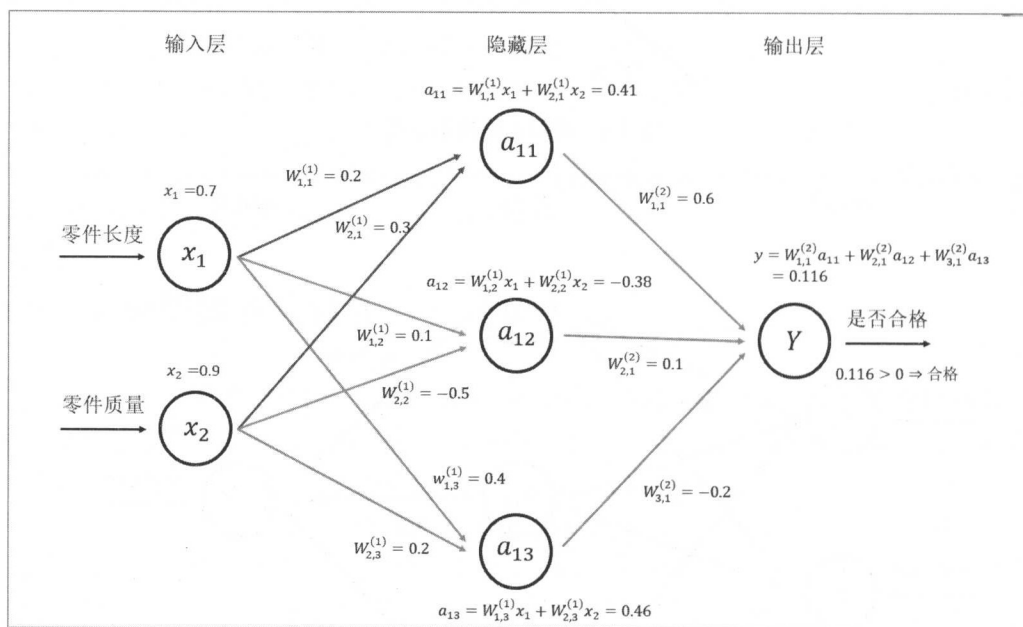 输入层
隐藏层
输出层
a₁₁ = W₁,₁⁽¹⁾x₁ + W₂,₁⁽¹⁾x₂ = 0.41
a₁₁
W₁,₁⁽¹⁾ = 0.2
x₁ =0.7
W₁,₁⁽²⁾ = 0.6
W₂,₁⁽¹⁾ = 0.3
零件长度
x₁
y = W₁,₁⁽²⁾a₁₁ + W₂,₁⁽²⁾a₁₂ + W₃,₁⁽²⁾a₁₃
= 0.116
a₁₂ = W₁,₂⁽¹⁾x₁ + W₂,₂⁽¹⁾x₂ = −0.38
是否合格
W₁,₂⁽¹⁾ = 0.1
a₁₂
Y
W₂,₁⁽²⁾ = 0.1
x₂ =0.9
0.116 > 0 ⇒ 合格
W₂,₂⁽¹⁾ = −0.5
零件质量
x₂
w₁,₃⁽¹⁾ = 0.4
W₃,₁⁽²⁾ = −0.2
W₂,₃⁽¹⁾ = 0.2
a₁₃
a₁₃ = W₁,₃⁽¹⁾x₁ + W₂,₃⁽¹⁾x₂ = 0.46